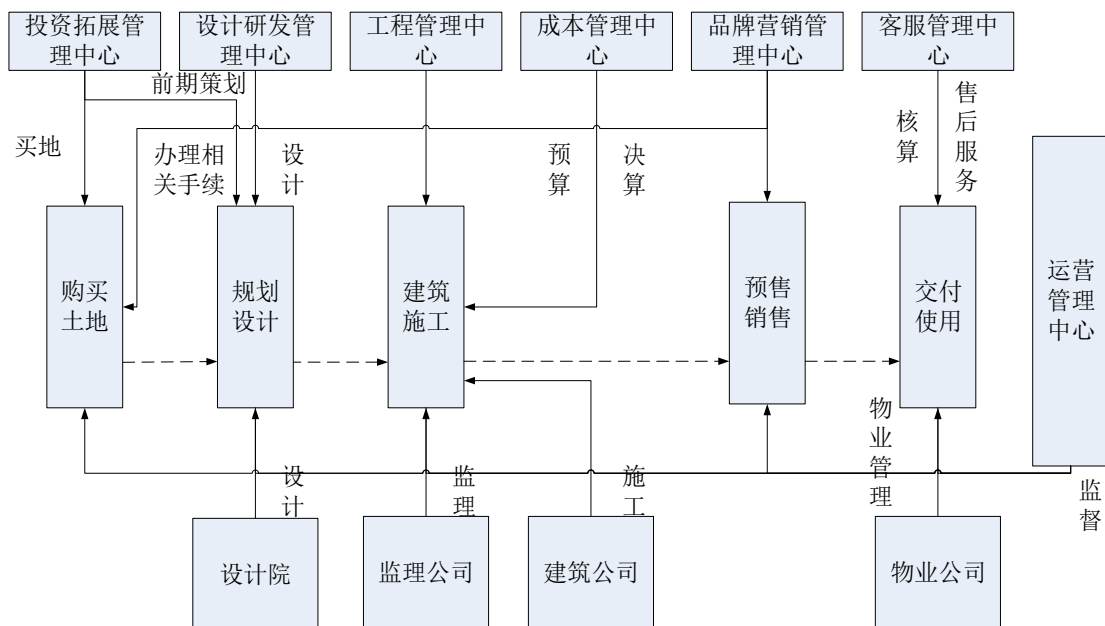 投资拓展管
理中心
设计研发管
理中心
工程管理中
心
成本管理中
心
品牌营销管
理中心
客服管理中
心
前期策划
买地
办理相
关手续
设计
预算
决算
核算
售后服务
购买
土地
规划
设计
建筑
施工
预售
销售
交付
使用
运营
管理
中心
设计
监理
施工
物业管理
监督
设计院
监理公司
建筑公司
物业公司